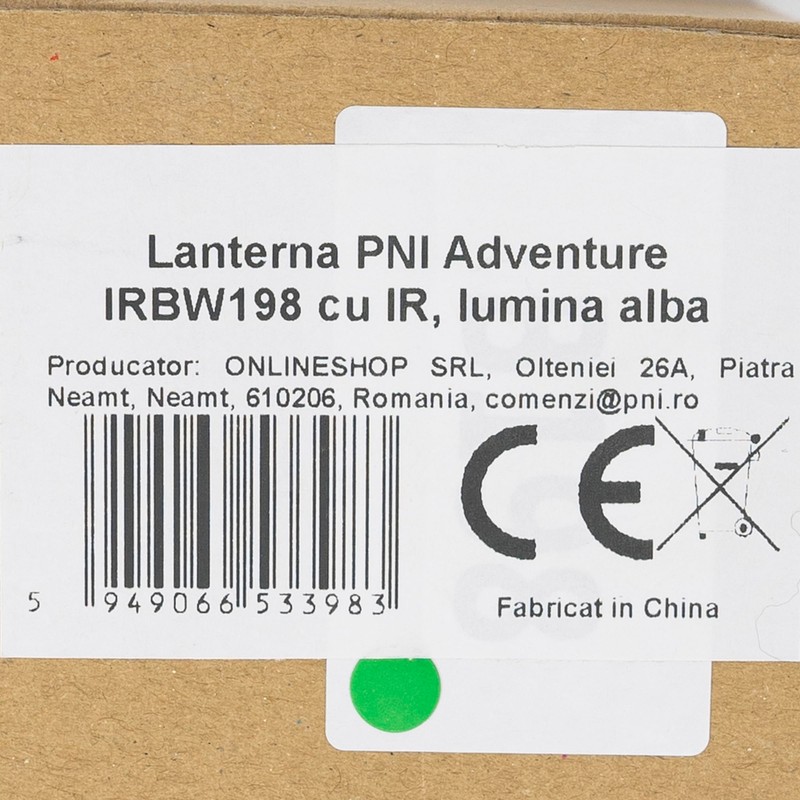 Lanterna PNI Adventure
IRBW198 cu IR, lumina alba
Producator: ONLINESHOP SRL, Olteniei 26A, Piatra
Neamt, Neamt, 610206, Romania, comenzi@pni.ro
CE
5 949066 533983
Fabricat in China